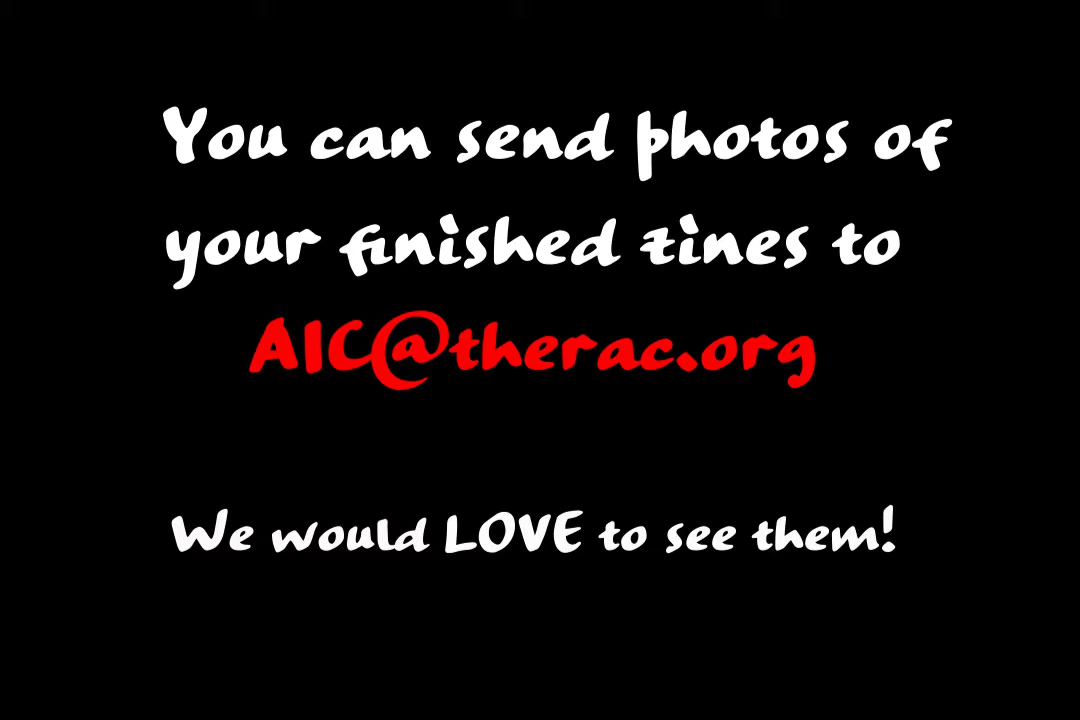 You can send photos of
your finished zines to
AIC@therac.org
We would LOVE to see them!